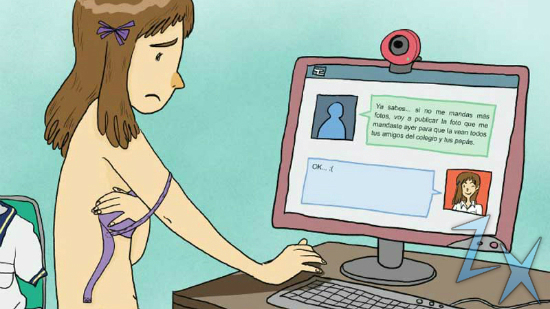 Ya sabes... si no me mandas más
fotos, voy a publicar la foto que me
mandaste ayer para que la vean todos
tus amigos del colegio y tus papás.
OK... :(
ZX